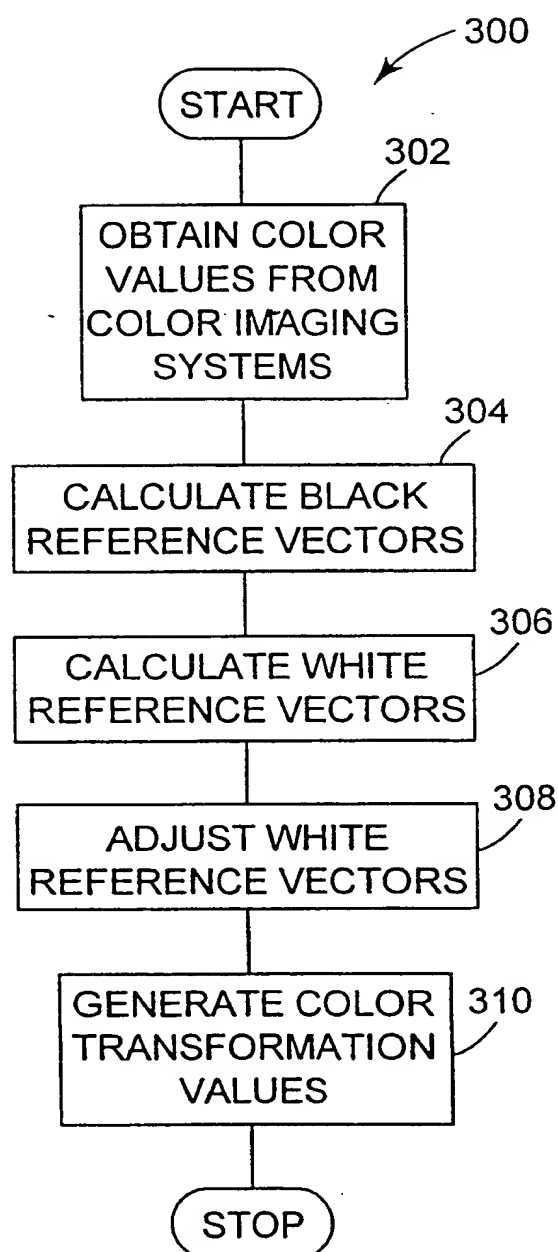 300
START
302
OBTAIN COLOR
VALUES FROM
COLOR IMAGING
SYSTEMS
304
CALCULATE BLACK
REFERENCE VECTORS
306
CALCULATE WHITE
REFERENCE VECTORS
308
ADJUST WHITE
REFERENCE VECTORS
310
GENERATE COLOR
TRANSFORMATION
VALUES
STOP